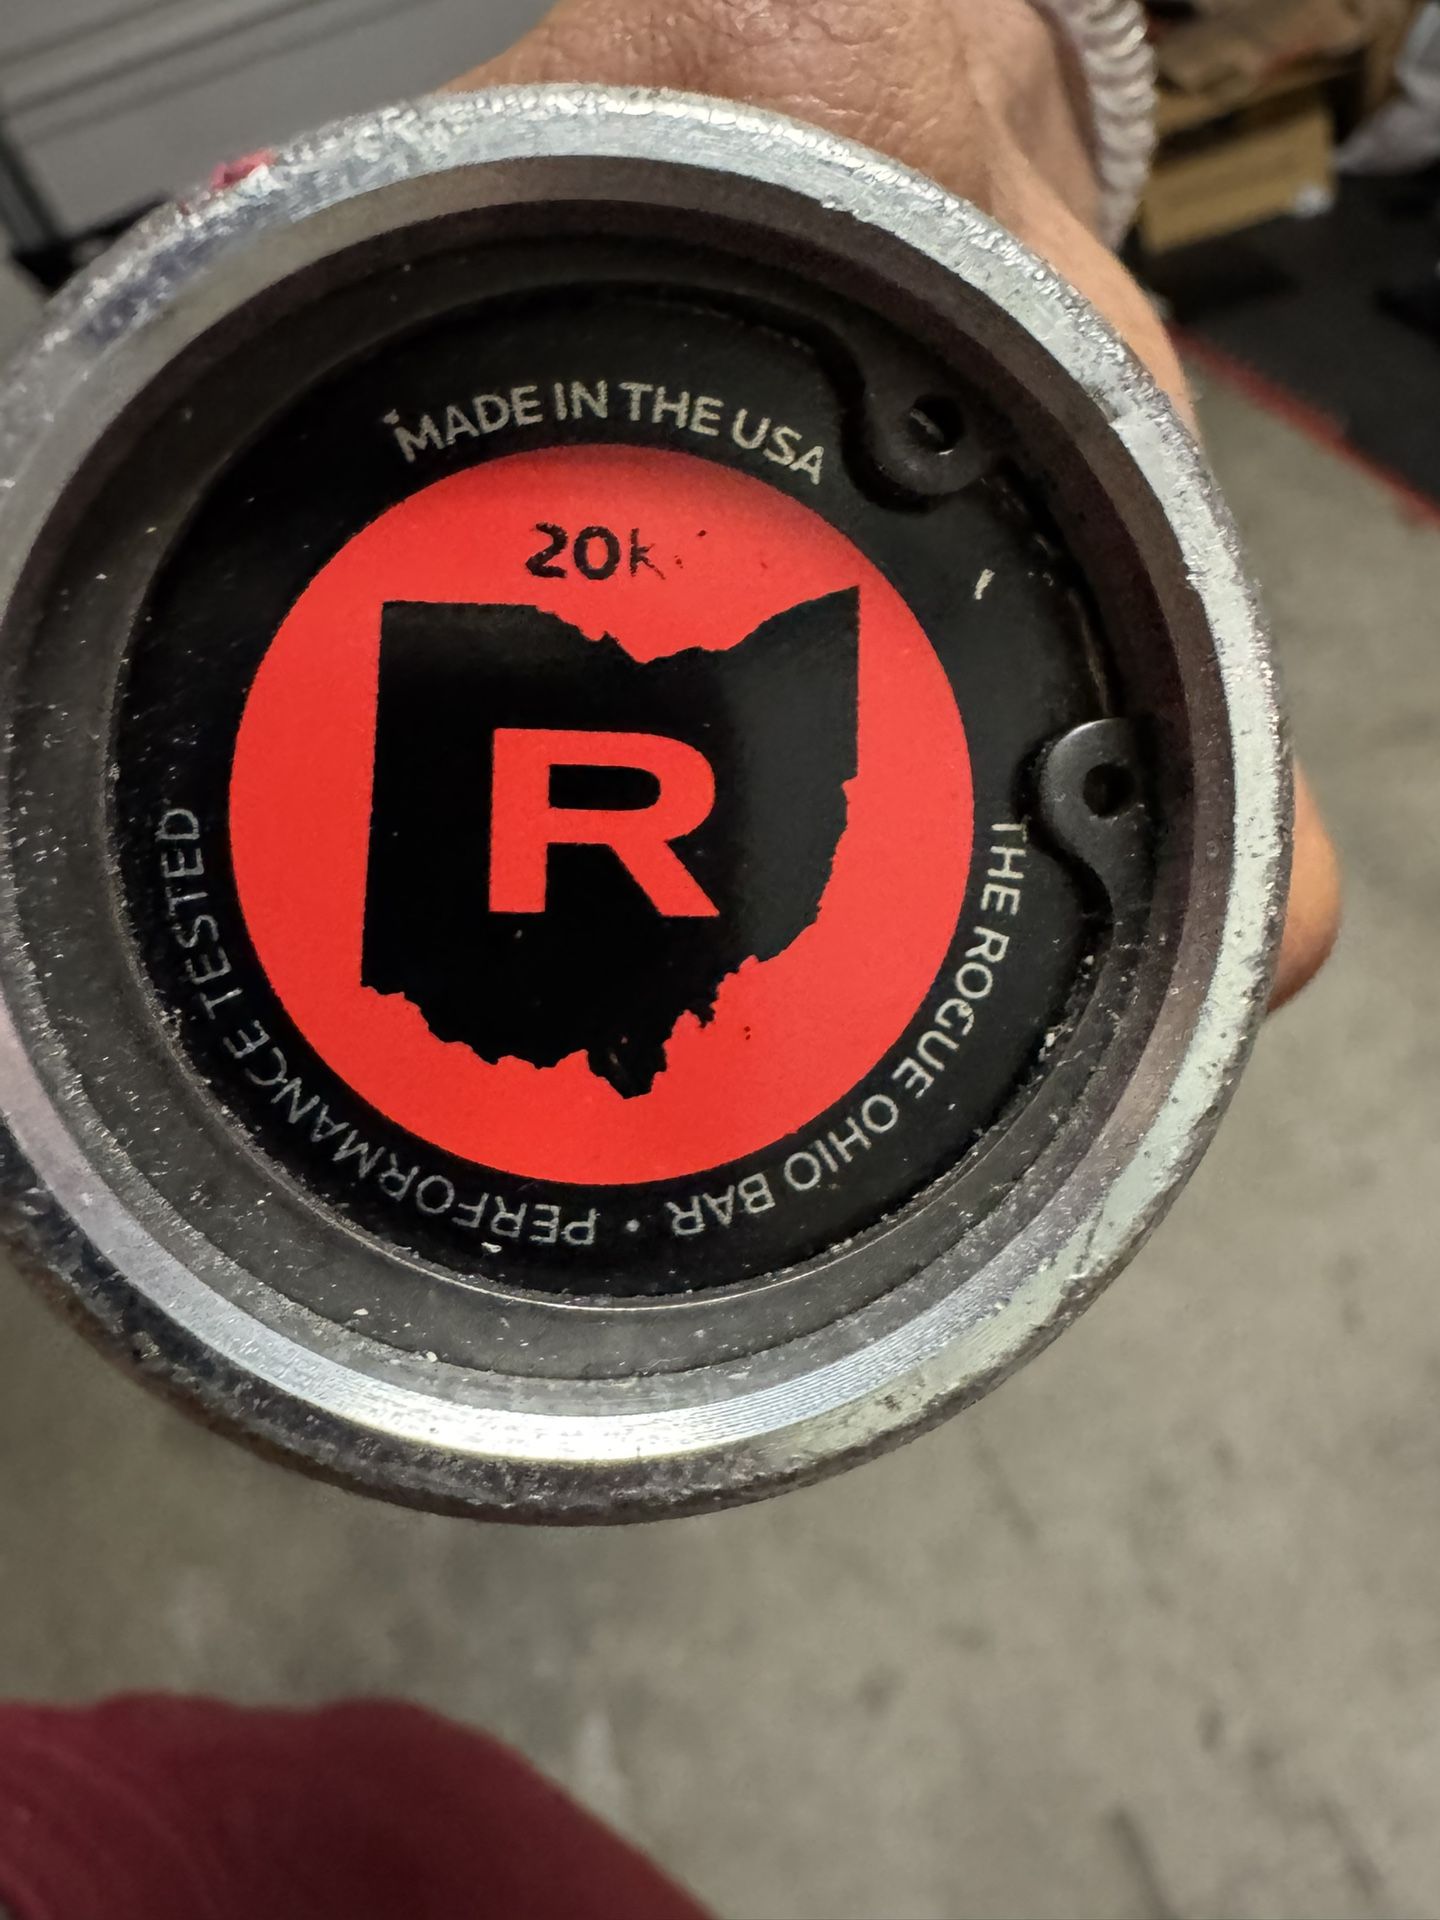 MADE IN THE USA
20k
R
THE ROGUE OHIO BAR · PERFORMANCE TESTED